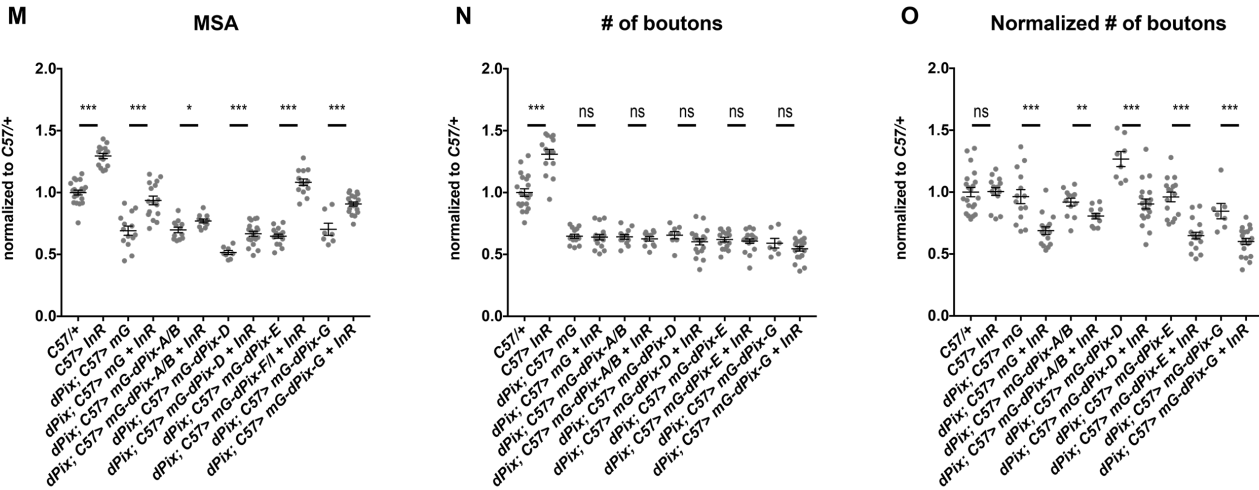 M
MSA
normalized to C57/+
2.0
1.5
1.0
0.5
0.0
***
***
*
***
***
***
C57/+
C57> InR
dPix; C57> mG
dPix; C57> mG + InR
dPix; C57> mG-dPix-A/B
dPix; C57> mG-dPix-A/B + InR
dPix; C57> mG-dPix-D
dPix; C57> mG-dPix-D + InR
dPix; C57> mG-dPix-E
dPix; C57> mG-dPix-F/I + InR
dPix; C57> mG-dPix-G
dPix; C57> mG-dPix-G + InR
N
# of boutons
normalized to C57/+
2.0
1.5
1.0
0.5
0.0
***
ns
ns
ns
ns
ns
C57/+
C57> InR
dPix; C57> mG
dPix; C57> mG + InR
dPix; C57> mG-dPix-A/B
dPix; C57> mG-dPix-A/B + InR
dPix; C57> mG-dPix-D
dPix; C57> mG-dPix-D + InR
dPix; C57> mG-dPix-E
dPix; C57> mG-dPix-E + InR
dPix; C57> mG-dPix-G
dPix; C57> mG-dPix-G + InR
O
Normalized # of boutons
normalized to C57/+
2.0
1.5
1.0
0.5
0.0
ns
***
**
***
***
***
C57/+
C57> InR
dPix; C57> mG
dPix; C57> mG + InR
dPix; C57> mG-dPix-A/B
dPix; C57> mG-dPix-A/B + InR
dPix; C57> mG-dPix-D
dPix; C57> mG-dPix-D + InR
dPix; C57> mG-dPix-E
dPix; C57> mG-dPix-E + InR
dPix; C57> mG-dPix-G
dPix; C57> mG-dPix-G + InR